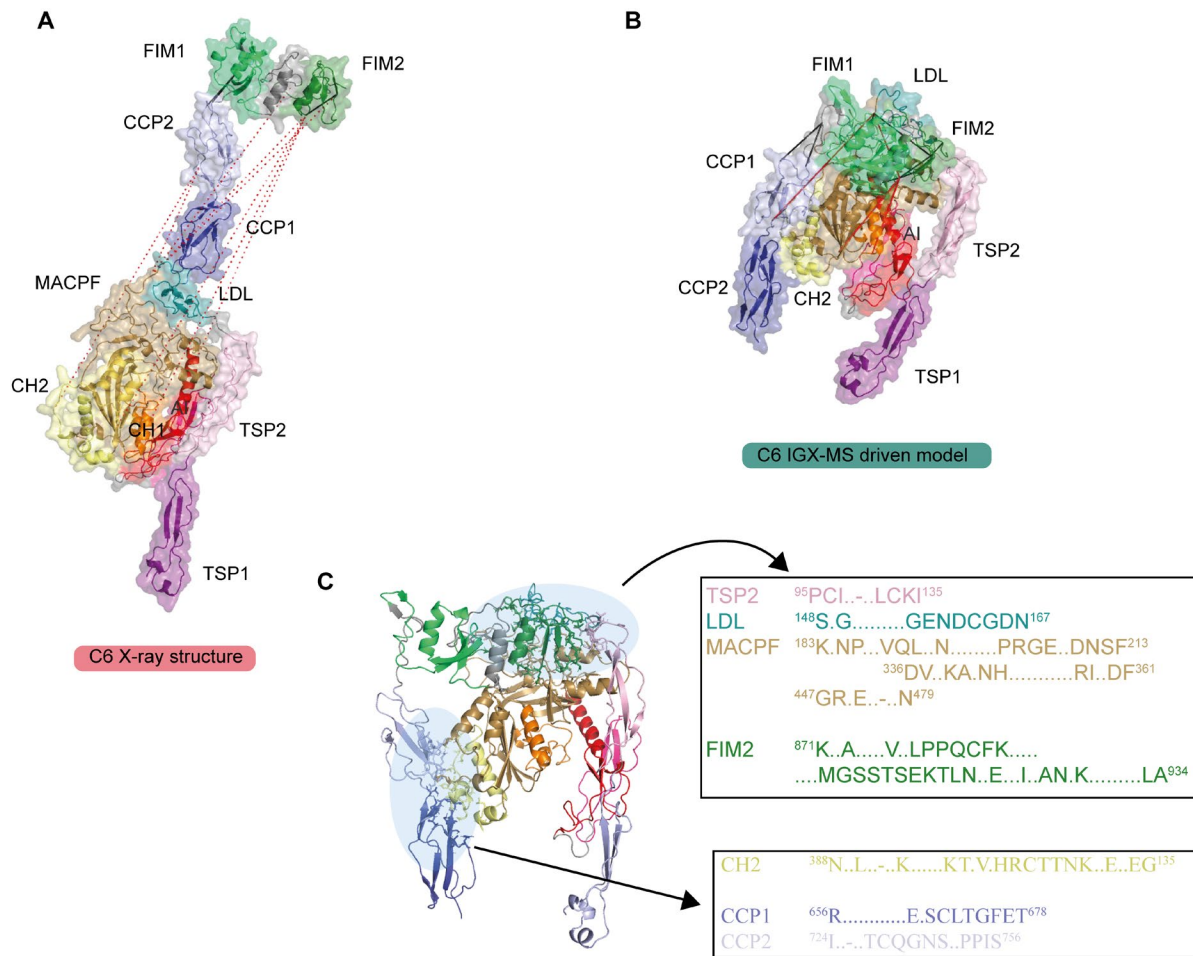 A
FIM1
FIM2
CCP2
CCP1
MACPF
LDL
CH2
AI
CH1
TSP2
TSP1
C6 X-ray structure
B
FIM1
LDL
FIM2
CCP1
AI
TSP2
CCP2
CH2
TSP1
C6 IGX-MS driven model
C
TSP2 ⁹⁵PCI..-..LCKI¹³⁵
LDL ¹⁴⁸S.G.........GENDCGDN¹⁶⁷
MACPF ¹⁸³K.NP...VQL..N........PRGE..DNSF²¹³
³³⁶DV..KA.NH...........RI..DF³⁶¹
⁴⁴⁷GR.E..-..N⁴⁷⁹
FIM2 ⁸⁷¹K..A.....V..LPPQCFK.....
....MGSSTSEKTLN..E...I..AN.K.........LA⁹³⁴
CH2 ³⁸⁸N..L..-..K......KT.V.HRCTTNK..E..EG¹³⁵
CCP1 ⁶⁵⁶R............E.SCLTGFET⁶⁷⁸
CCP2 ⁷²⁴I..-..TCQGNS..PPIS⁷⁵⁶